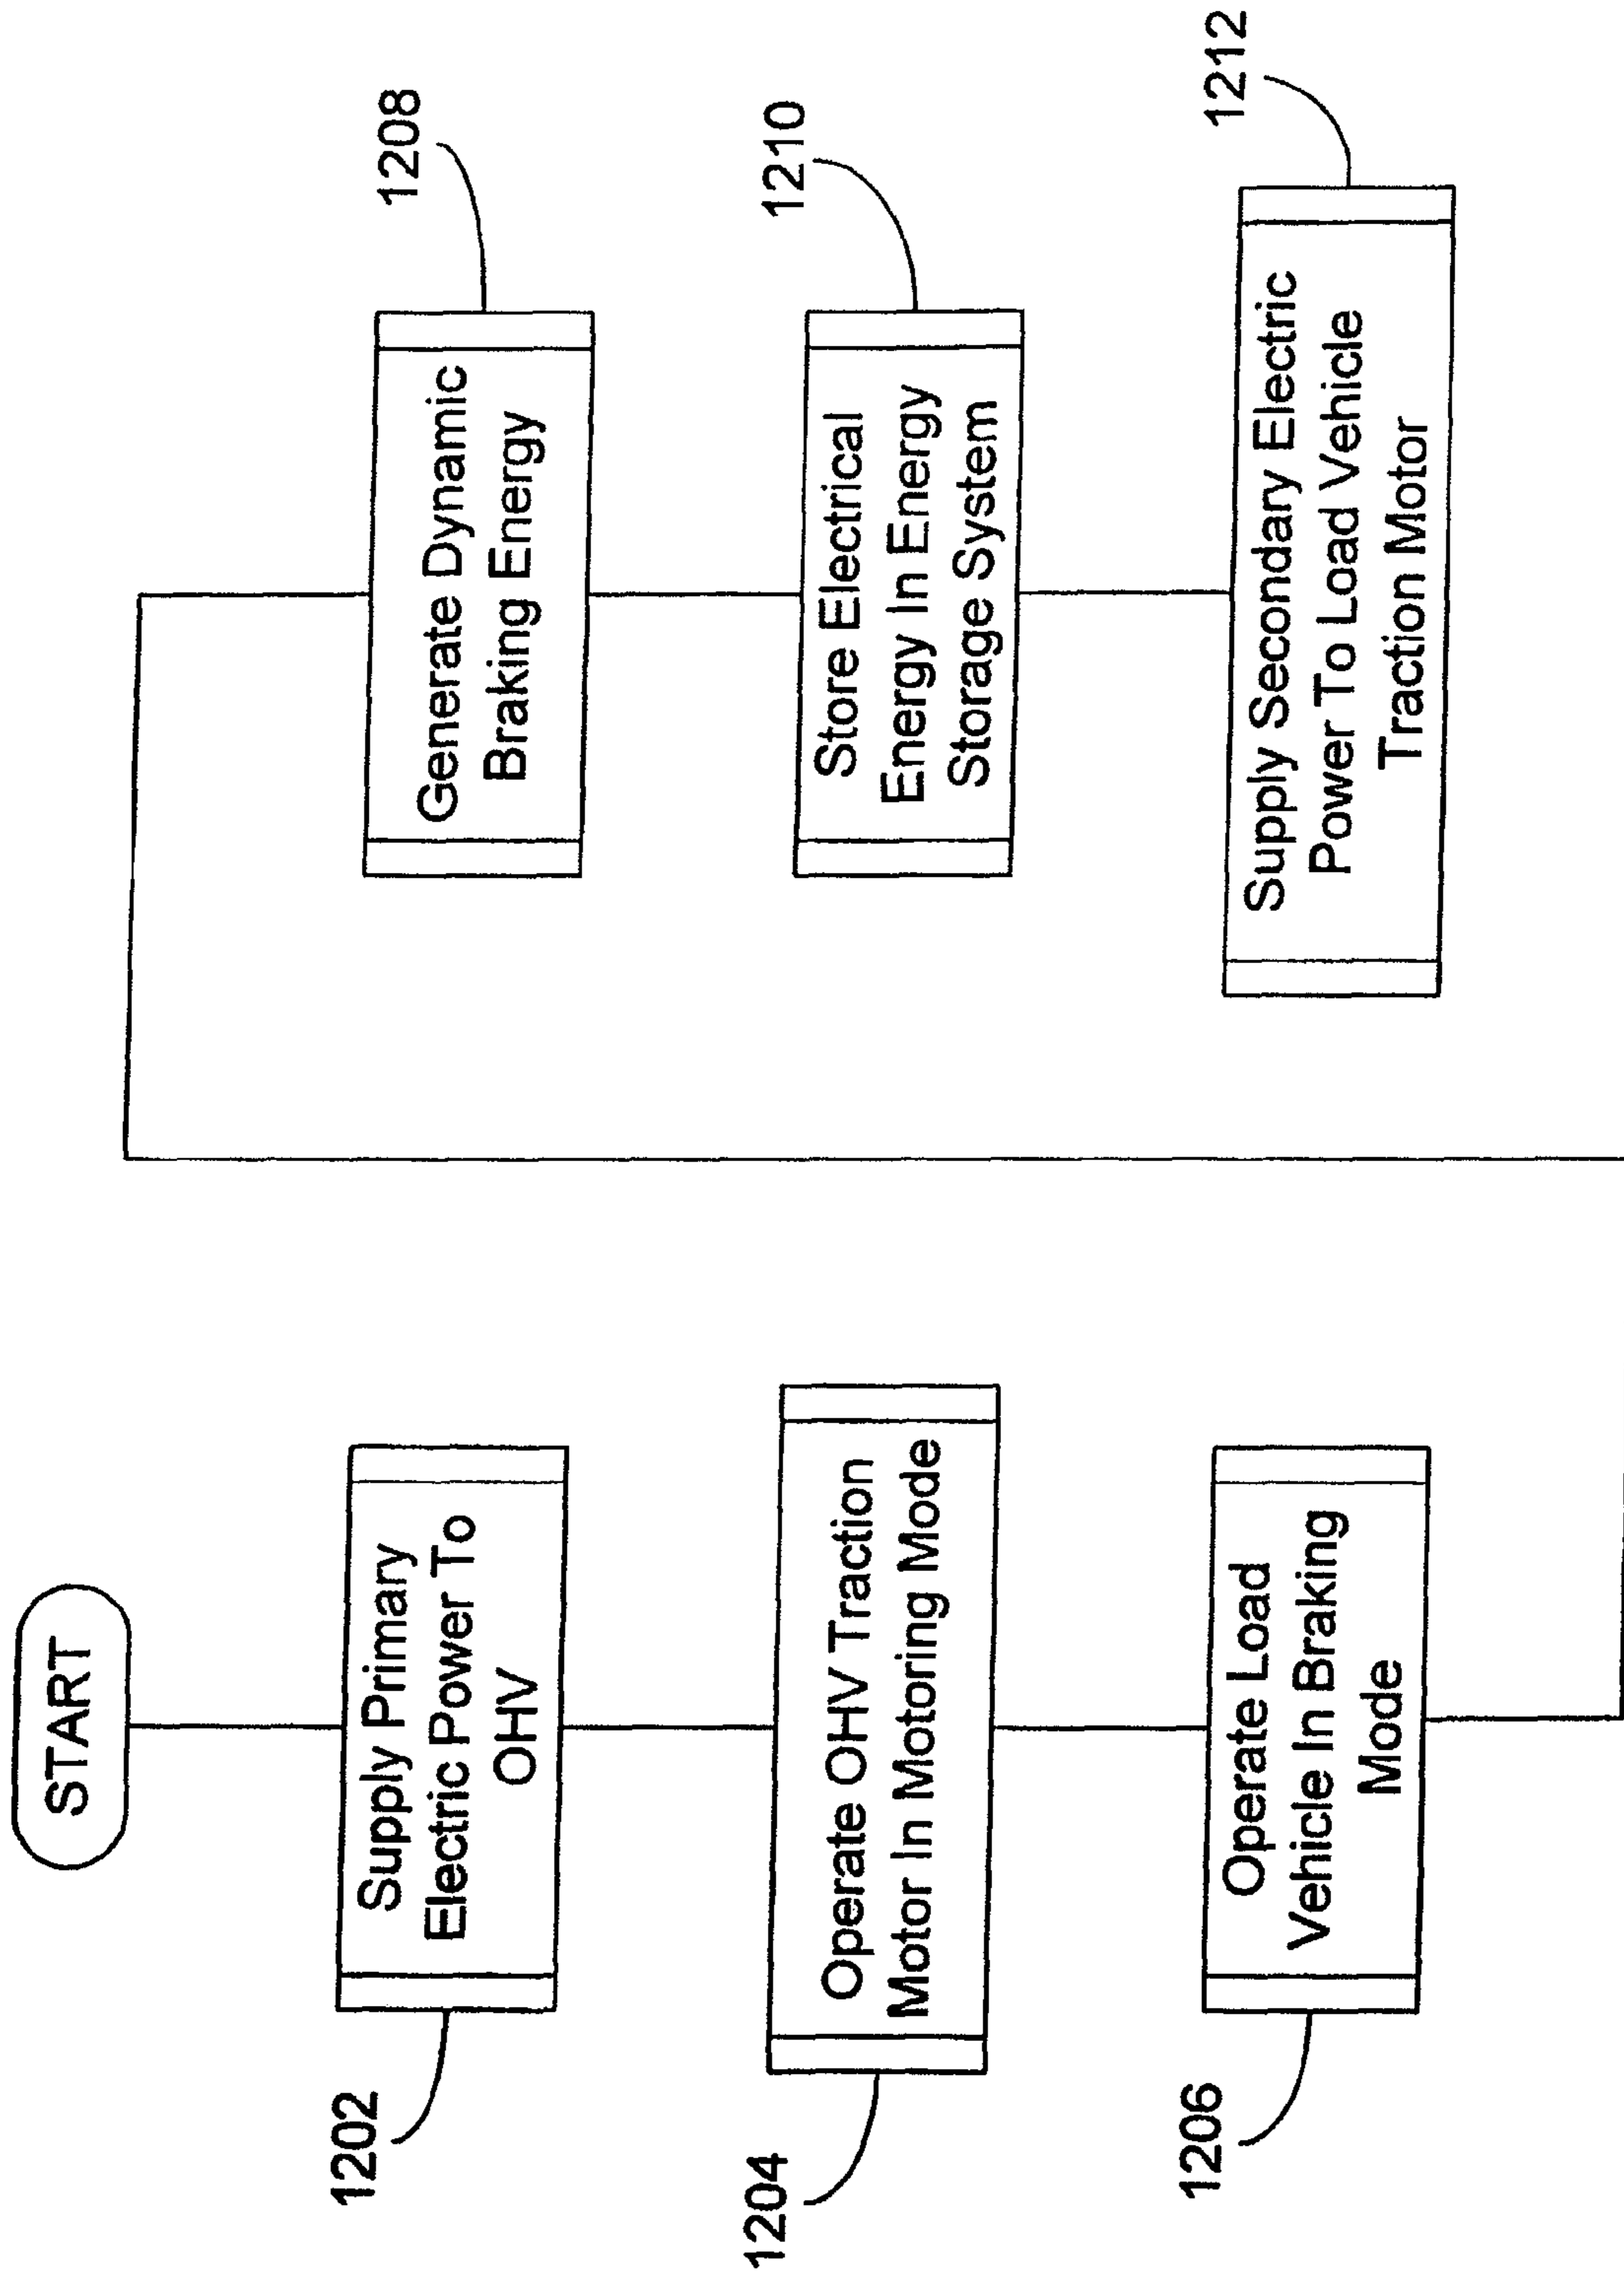 START
1202
Supply Primary
Electric Power To
OHV
1204
Operate OHV Traction
Motor In Motoring Mode
1206
Operate Load
Vehicle In Braking
Mode
1208
Generate Dynamic
Braking Energy
1210
Store Electrical
Energy In Energy
Storage System
1212
Supply Secondary Electric
Power To Load Vehicle
Traction Motor